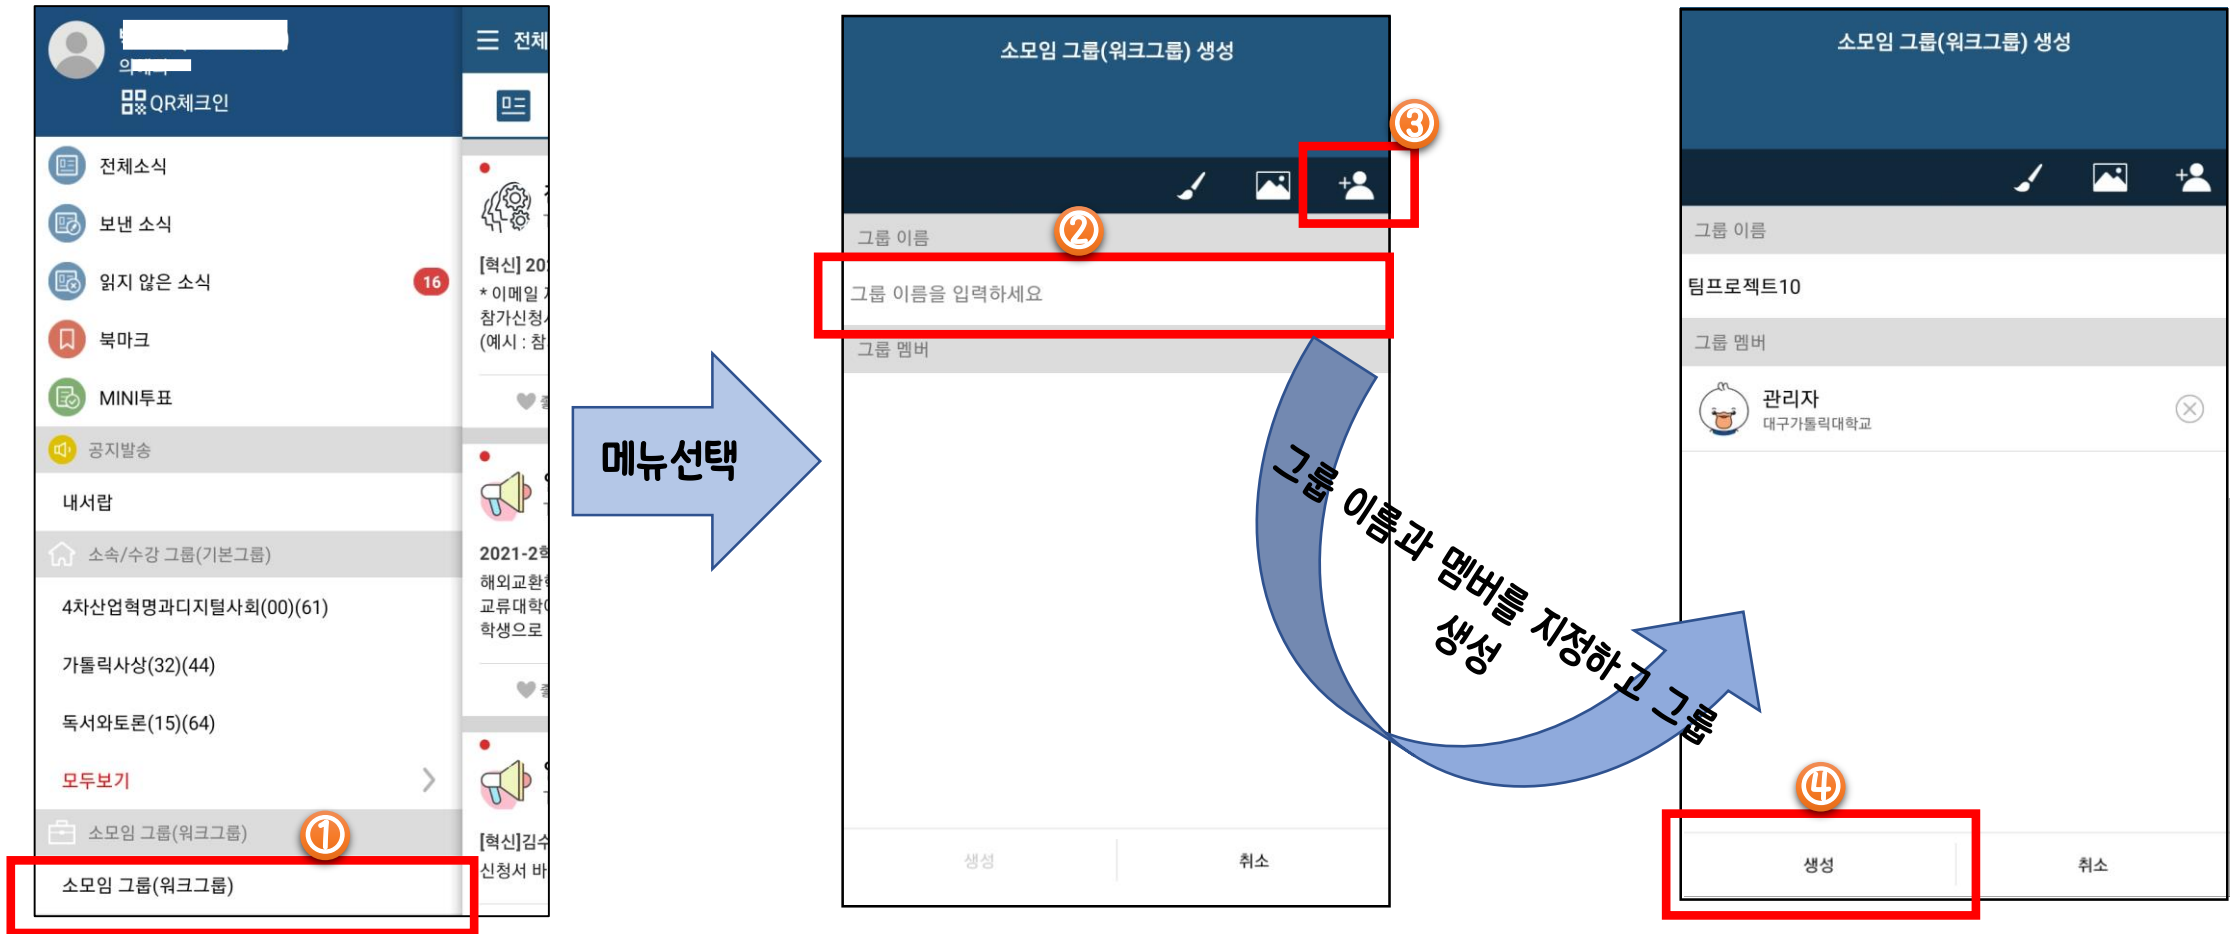 QR체크인
전체소식
보낸 소식
읽지 않은 소식
16
북마크
MINI투표
공지발송
내서랍
소속/수강 그룹(기본그룹)
4차산업혁명과디지털사회(00)(61)
가톨릭사상(32)(44)
독서와토론(15)(64)
모두보기
소모임 그룹(워크그룹)
①
소모임 그룹(워크그룹)
전체
[혁신] 20
* 이메일
참가신청
(예시 : 참
2021-2학
해외교환
교류대학
학생으로
[혁신]김수
신청서 바
메뉴선택
소모임 그룹(워크그룹) 생성
③
②
그룹 이름
그룹 이름을 입력하세요
그룹 멤버
생성
취소
그룹 이름과 멤버를 지정하고 그룹
생성
소모임 그룹(워크그룹) 생성
그룹 이름
팀프로젝트10
그룹 멤버
관리자
대구가톨릭대학교
④
생성
취소